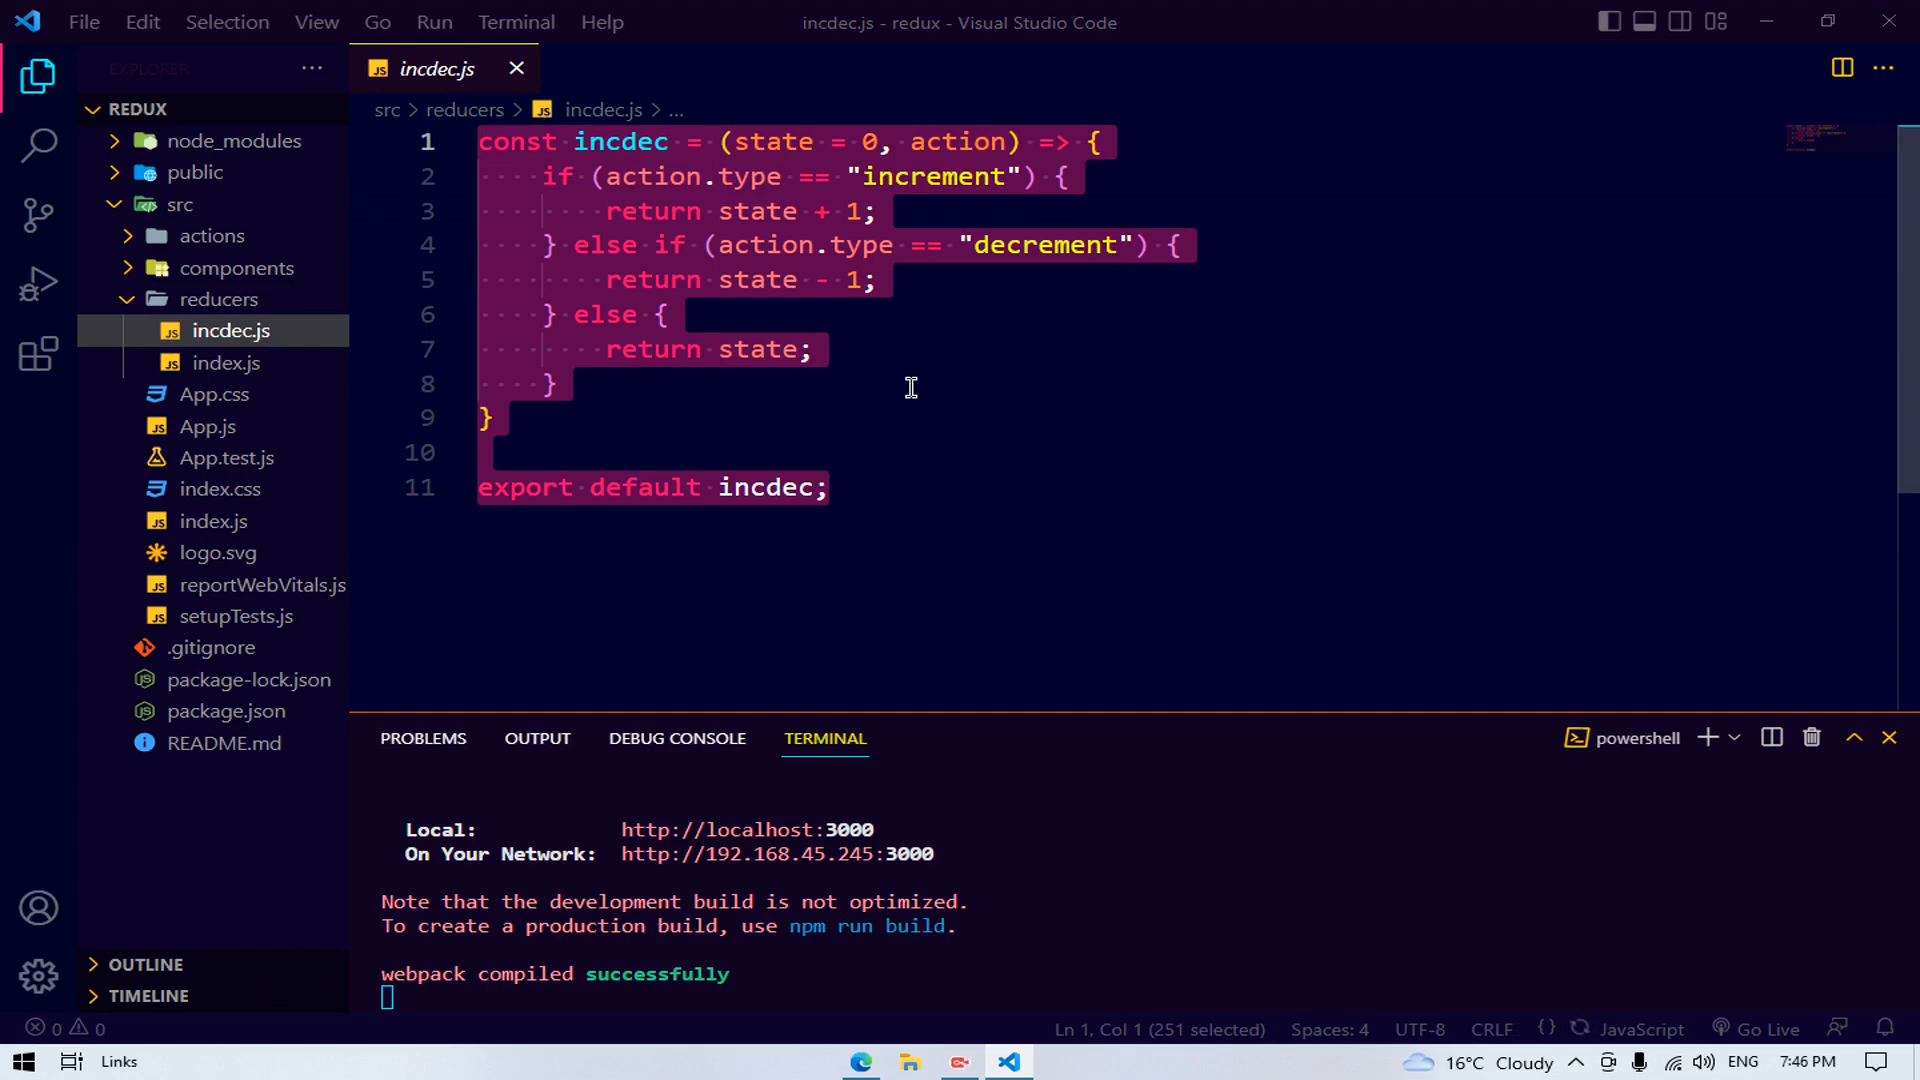 File Edit Selection View Go Run Terminal Help
incdec.js - redux - Visual Studio Code
EXPLORER
REDUX
node_modules
public
src
actions
components
reducers
incdec.js
index.js
App.css
App.js
App.test.js
index.css
index.js
logo.svg
reportWebVitals.js
setupTests.js
.gitignore
package-lock.json
package.json
README.md
OUTLINE
TIMELINE
incdec.js
src > reducers > incdec.js > ...
1 const incdec = (state = 0, action) => {
2 if (action.type == "increment") {
3 return state + 1;
4 } else if (action.type == "decrement") {
5 return state - 1;
6 } else {
7 return state;
8 }
9 }
10
11 export default incdec;
PROBLEMS OUTPUT DEBUG CONSOLE TERMINAL
powershell
Local: http://localhost:3000
On Your Network: http://192.168.45.245:3000
Note that the development build is not optimized.
To create a production build, use npm run build.
webpack compiled successfully
0 0
Ln 1, Col 1 (251 selected) Spaces: 4 UTF-8 CRLF {} JavaScript Go Live
Links
16°C Cloudy ENG 7:46 PM